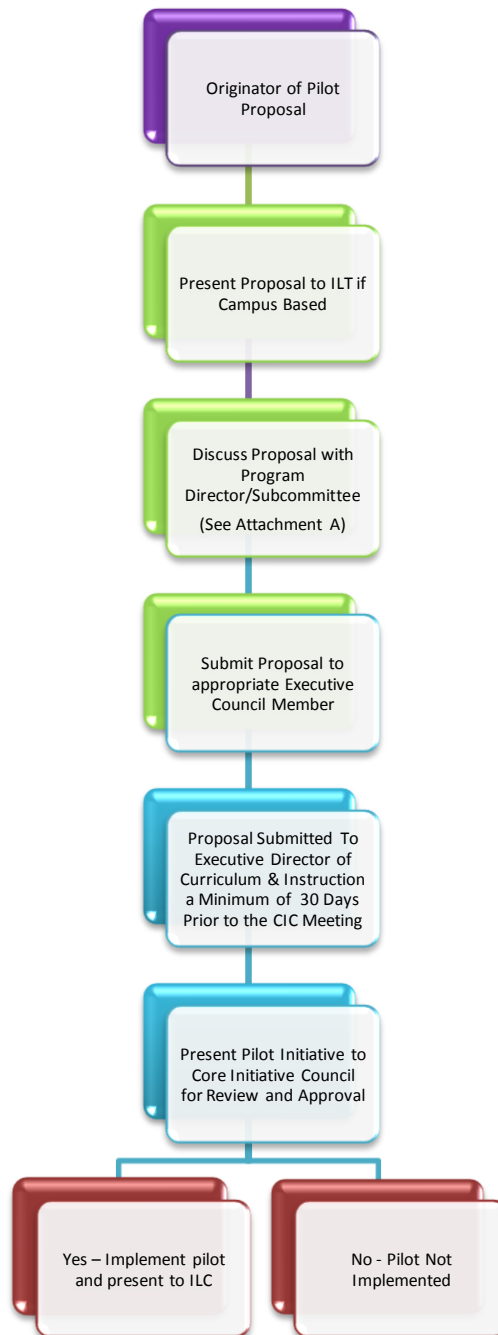 Originator of Pilot
Proposal
Present Proposal to ILT if
Campus Based
Discuss Proposal with
Program
Director/Subcommittee
(See Attachment A)
Submit Proposal to
appropriate Executive
Council Member
Proposal Submitted To
Executive Director of
Curriculum & Instruction
a Minimum of 30 Days
Prior to the CIC Meeting
Present Pilot Initiative to
Core Initiative Council
for Review and Approval
Yes – Implement pilot
and present to ILC
No - Pilot Not
Implemented